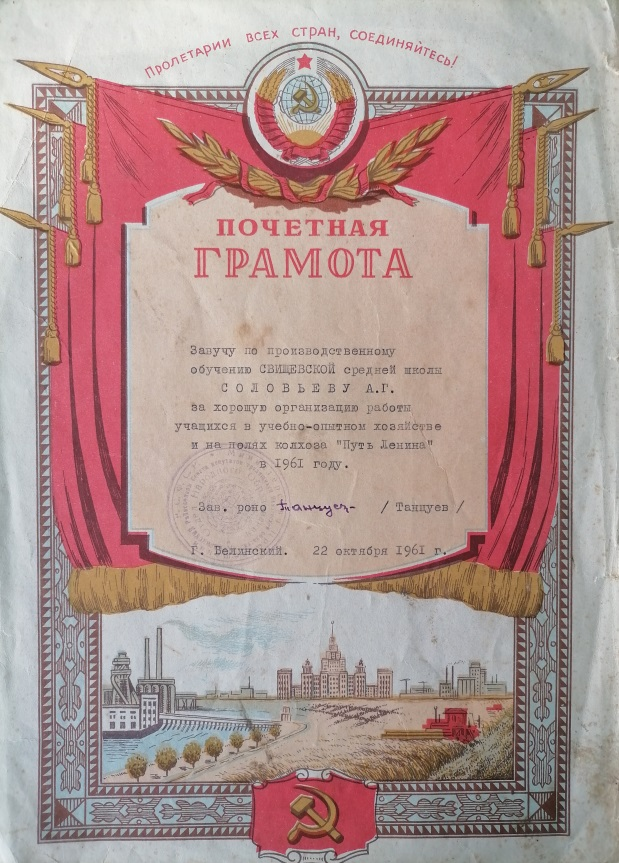 Пролетарии всех стран, соединяйтесь!
ПОЧЕТНАЯ
ГРАМОТА
Завучу по производственному
обучению СВИЩЕВСКОЙ средней школы
СОЛОВЬЕВУ А.Г.
за хорошую организацию работы
учащихся в учебно-опытном хозяйстве
и на полях колхоза "Путь Ленина"
в 1961 году.
Зав. роно Танцуев /Танцуев/
Г. Белинский. 22 октября 1961 г.